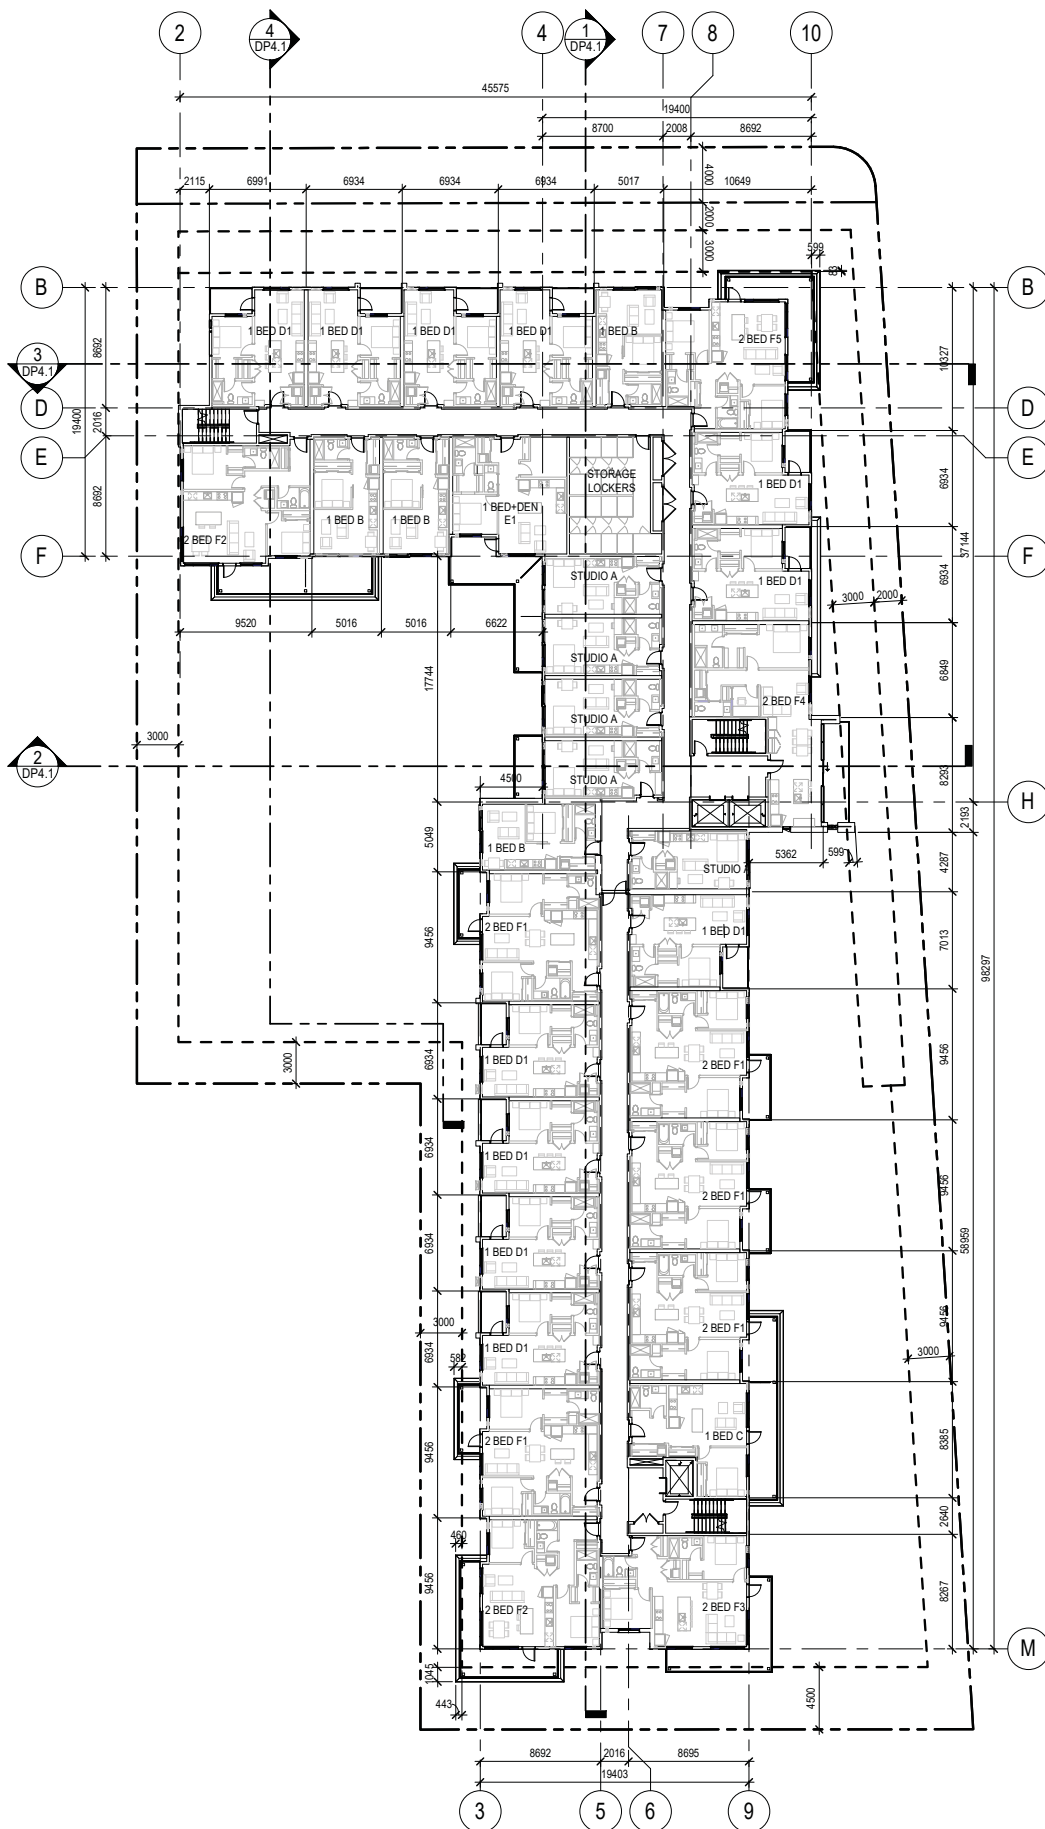 2
4
DP4.1
4
1
DP4.1
7
8
10
45575
19400
8700
2008
8692
2115
6991
6934
6934
6934
5017
10649
4000
2000
3000
599
B
B
8692
19400
2016
8692
3
DP4.1
D
D
E
E
F
F
1 BED D1
1 BED D1
1 BED D1
1 BED D1
1 BED B
2 BED F5
10327
STORAGE
LOCKERS
1 BED D1
6934
2 BED F2
1 BED B
1 BED B
1 BED+DEN
E1
37144
STUDIO A
1 BED D1
6934
3000
2000
9520
5016
5016
6622
17744
STUDIO A
2 BED F4
6849
STUDIO A
3000
2
DP4.1
STUDIO A
4500
8293
H
2193
5049
1 BED B
5362
599
STUDIO
4287
9456
2 BED F1
1 BED D1
7013
98297
3000
6934
1 BED D1
2 BED F1
9456
6934
1 BED D1
2 BED F1
9456
58959
6934
1 BED D1
2 BED F1
9456
3000
582
6934
1 BED D1
3000
9456
2 BED F1
1 BED C
8385
2640
460
9456
2 BED F2
2 BED F3
8267
M
1045
443
4500
8692
2016
8695
19403
3
5
6
9